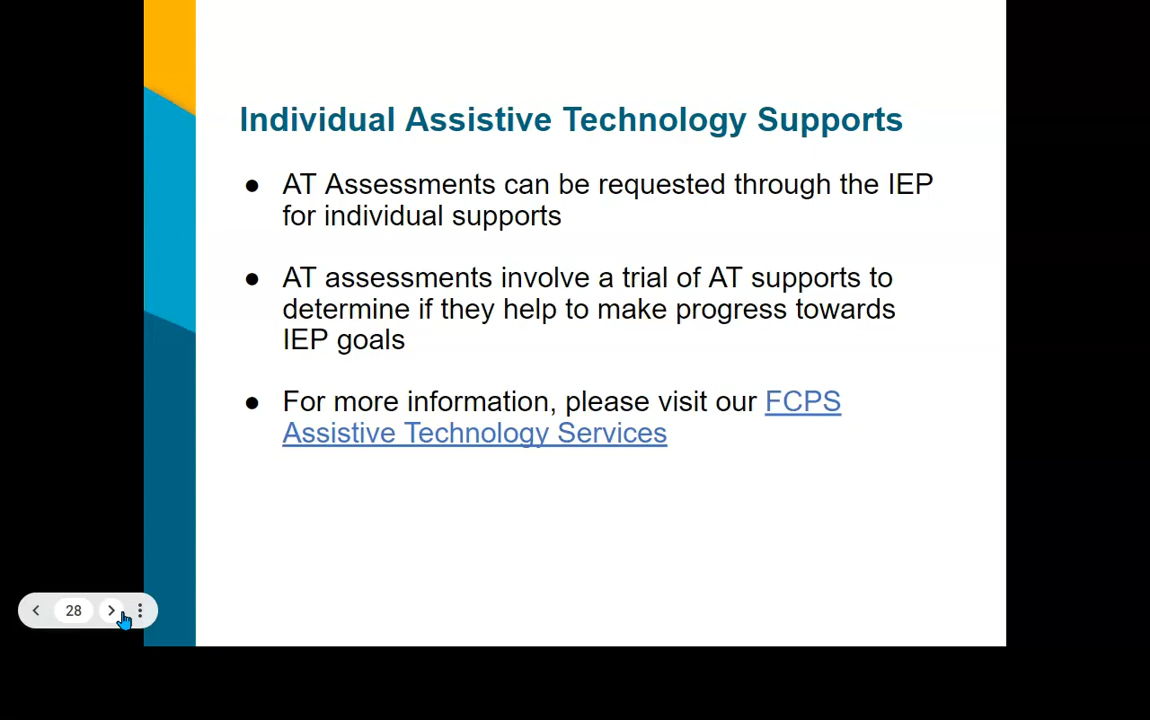 Individual Assistive Technology Supports
● AT Assessments can be requested through the IEP
for individual supports
● AT assessments involve a trial of AT supports to
determine if they help to make progress towards
IEP goals
● For more information, please visit our FCPS
Assistive Technology Services
28